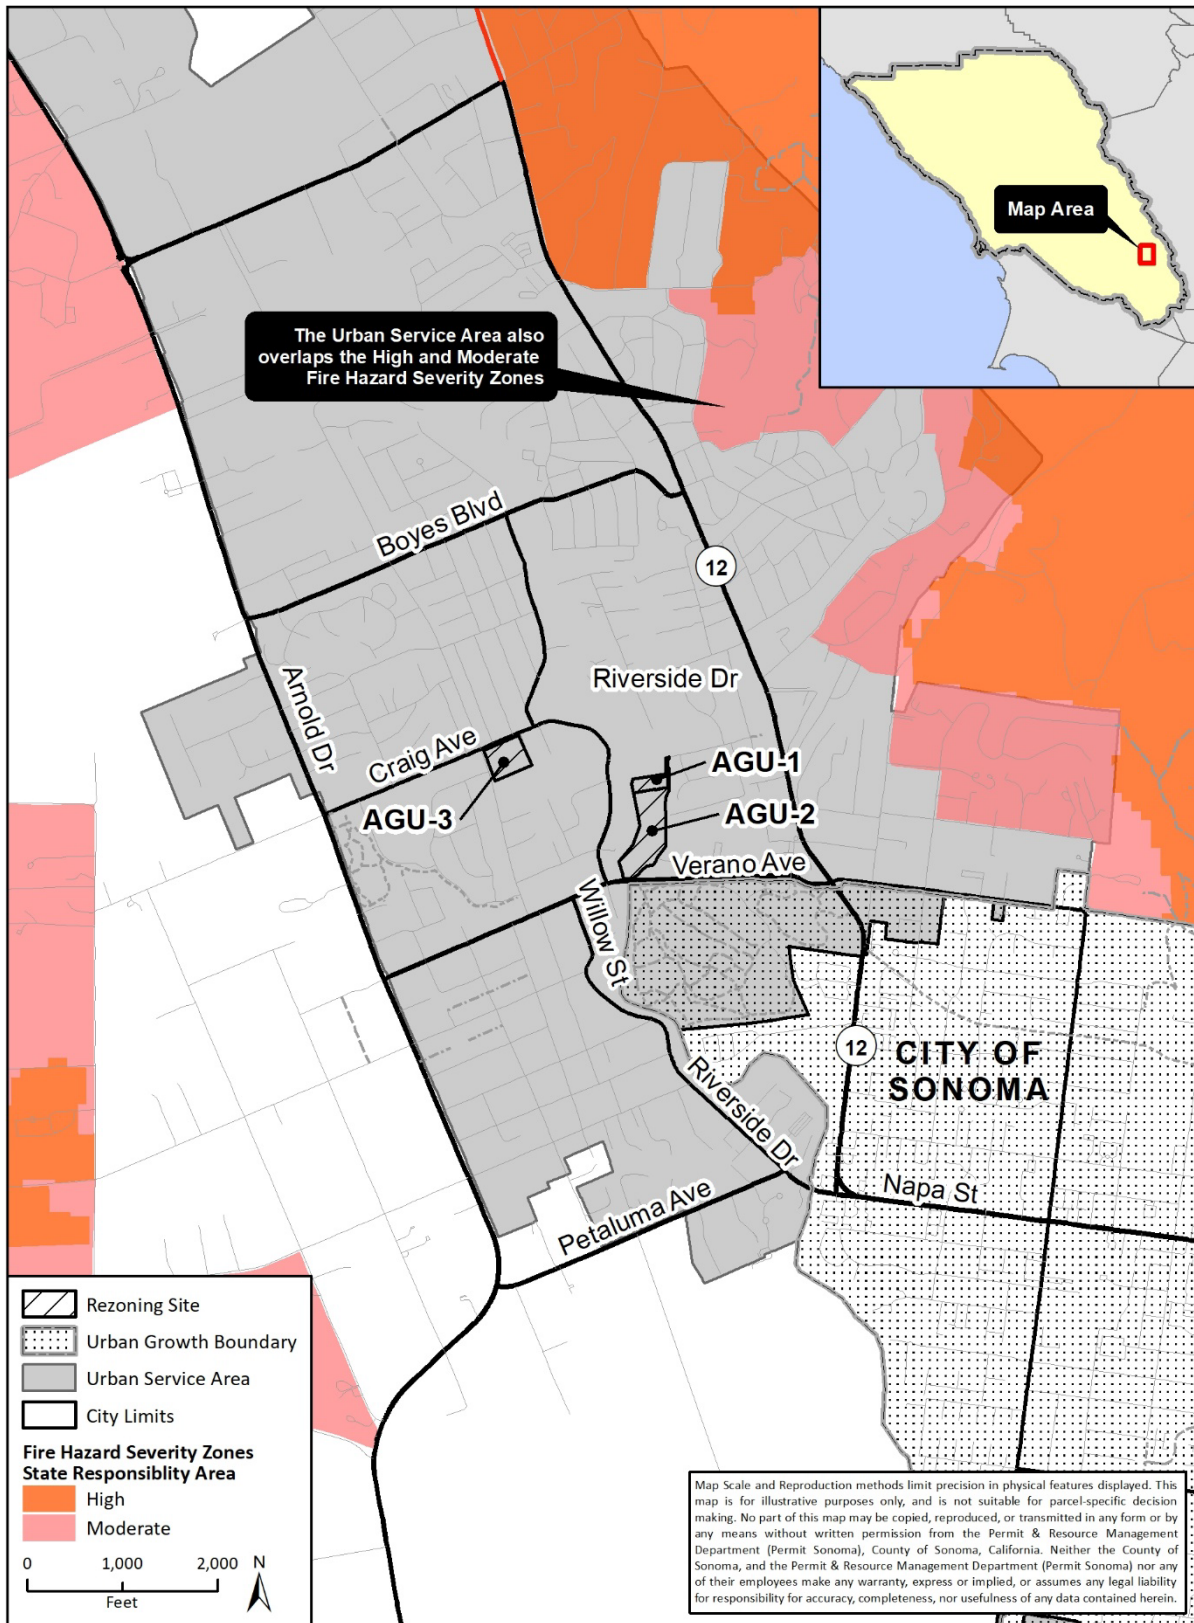 Map Area
The Urban Service Area also
overlaps the High and Moderate
Fire Hazard Severity Zones
Boyes Blvd
12
Arnold Dr
Riverside Dr
Craig Ave
AGU-1
AGU-3
AGU-2
Verano Ave
Willow St
12
CITY OF
SONOMA
Riverside Dr
Napa St
Petaluma Ave
Rezoning Site
Urban Growth Boundary
Urban Service Area
City Limits
Fire Hazard Severity Zones
State Responsiblity Area
High
Moderate
0 1,000 2,000
Feet
N
Map Scale and Reproduction methods limit precision in physical features displayed. This
map is for illustrative purposes only, and is not suitable for parcel-specific decision
making. No part of this map may be copied, reproduced, or transmitted in any form or by
any means without written permission from the Permit & Resource Management
Department (Permit Sonoma), County of Sonoma, California. Neither the County of
Sonoma, and the Permit & Resource Management Department (Permit Sonoma) nor any
of their employees make any warranty, express or implied, or assumes any legal liability
for responsibility for accuracy, completeness, nor usefulness of any data contained herein.